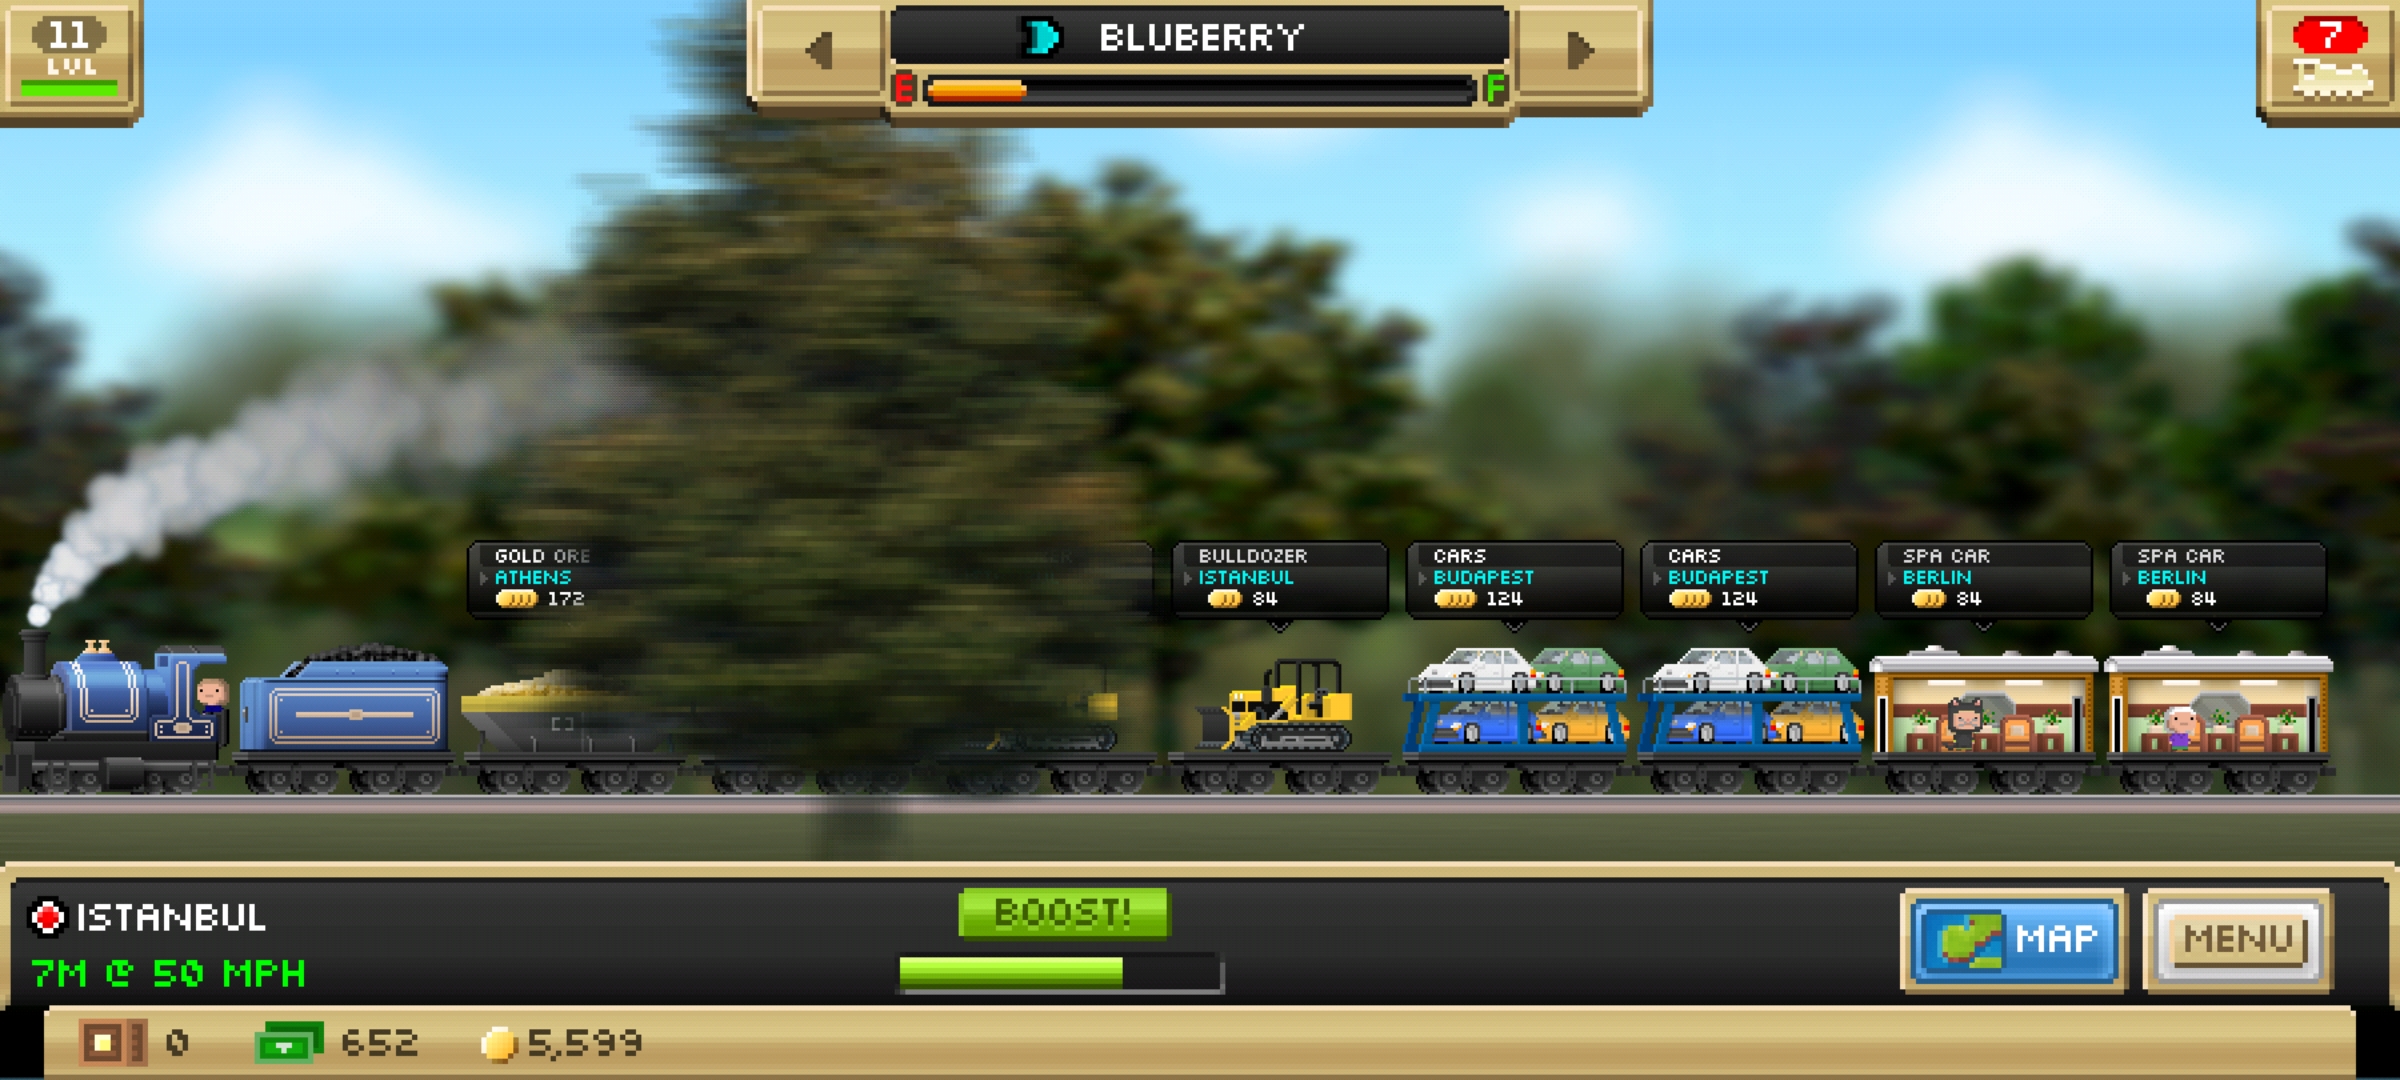 11
LVL
BLUBERRY
E F
7
GOLD ORE
ATHENS
172
BULLDOZER
ISTANBUL
84
CARS
BUDAPEST
124
CARS
BUDAPEST
124
SPA CAR
BERLIN
84
SPA CAR
BERLIN
84
ISTANBUL
7M @ 50 MPH
BOOST!
MAP
MENU
0
652
5,599